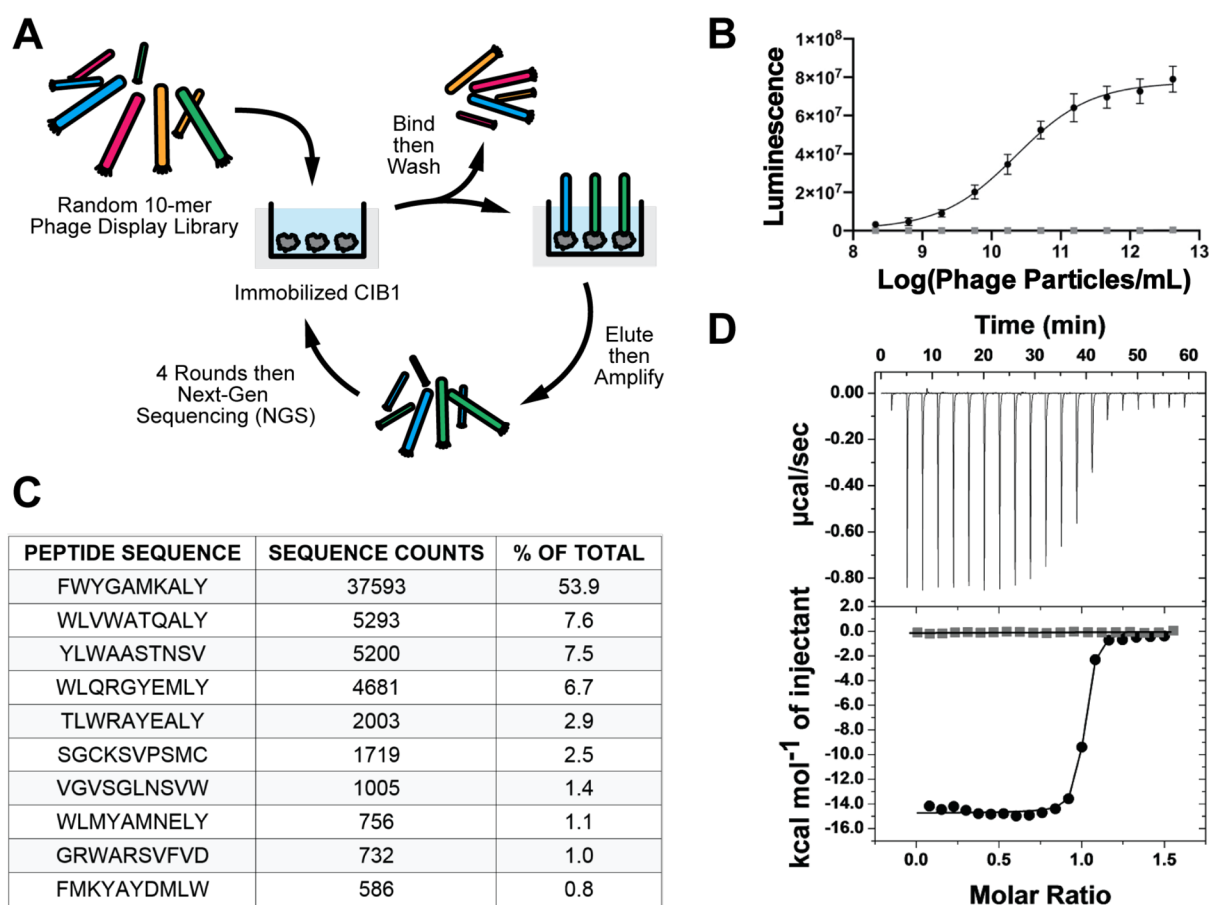 A
Random 10-mer
Phage Display Library
Bind
then
Wash
Immobilized CIB1
Elute
then
Amplify
4 Rounds then
Next-Gen
Sequencing (NGS)
B
Luminescence
1×10⁸
8×10⁷
6×10⁷
4×10⁷
2×10⁷
0
8 9 10 11 12 13
Log(Phage Particles/mL)
C
PEPTIDE SEQUENCE SEQUENCE COUNTS % OF TOTAL
FWYGAMKALY 37593 53.9
WLVWATQALY 5293 7.6
YLWAASTNSV 5200 7.5
WLQRGYEMLY 4681 6.7
TLWRAYEALY 2003 2.9
SGCKSVPSMC 1719 2.5
VGVSGLNSVW 1005 1.4
WLMYAMNELY 756 1.1
GRWARSVFVD 732 1.0
FMKYAYDMLW 586 0.8
D
Time (min)
0 10 20 30 40 50 60
µcal/sec
0.00
-0.20
-0.40
-0.60
-0.80
kcal mol⁻¹ of injectant
2.0
0.0
-2.0
-4.0
-6.0
-8.0
-10.0
-12.0
-14.0
-16.0
0.0 0.5 1.0 1.5
Molar Ratio